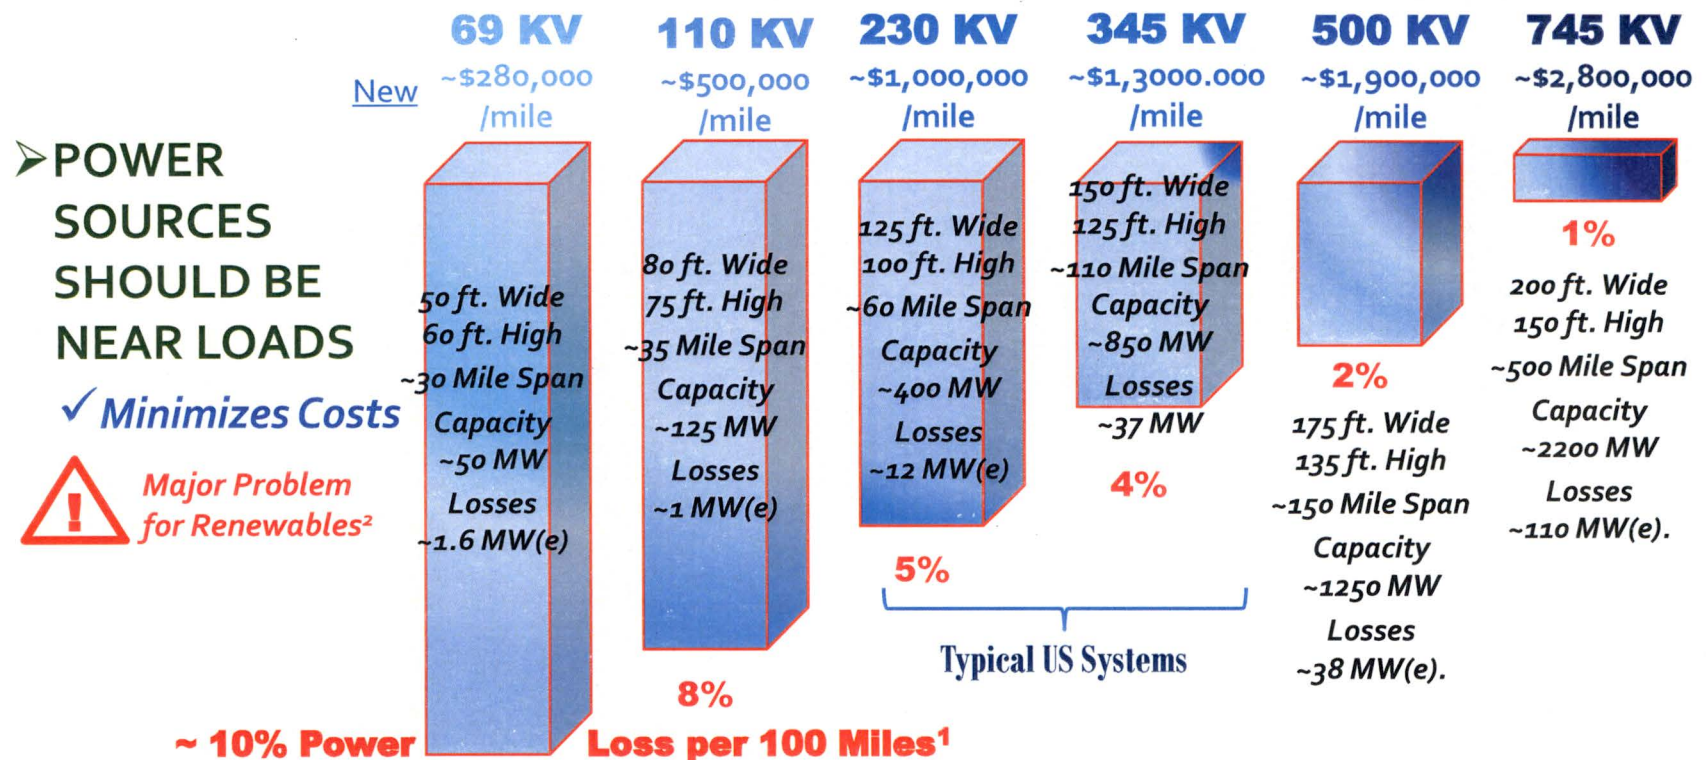 69 KV
~$280,000
/mile
110 KV
~$500,000
/mile
230 KV
~$1,000,000
/mile
345 KV
~$1,3000.000
/mile
500 KV
~$1,900,000
/mile
745 KV
~$2,800,000
/mile
New
➢POWER
SOURCES
SHOULD BE
NEAR LOADS
✓ Minimizes Costs
!
Major Problem
for Renewables²
50 ft. Wide
60 ft. High
~30 Mile Span
Capacity
~50 MW
Losses
~1.6 MW(e)
80 ft. Wide
75 ft. High
~35 Mile Span
Capacity
~125 MW
Losses
~1 MW(e)
8%
125 ft. Wide
100 ft. High
~60 Mile Span
Capacity
~400 MW
Losses
~12 MW(e)
5%
150 ft. Wide
125 ft. High
~110 Mile Span
Capacity
~850 MW
Losses
~37 MW
4%
Typical US Systems
2%
175 ft. Wide
135 ft. High
~150 Mile Span
Capacity
~1250 MW
Losses
~38 MW(e).
1%
200 ft. Wide
150 ft. High
~500 Mile Span
Capacity
~2200 MW
Losses
~110 MW(e).
~ 10% Power Loss per 100 Miles¹